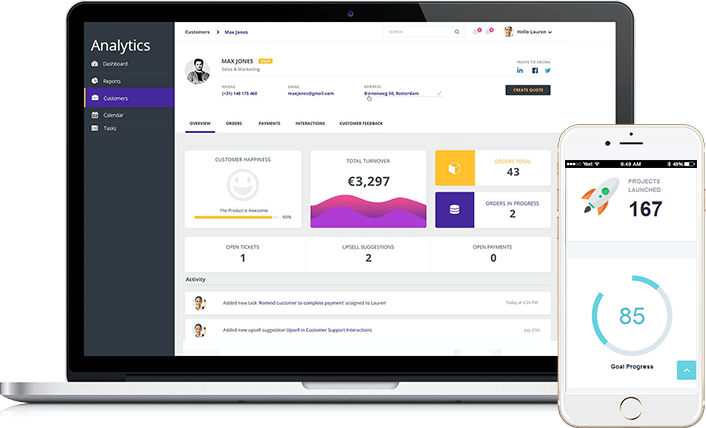 Analytics
Dashboard
Reports
Customers
Calendar
Tasks
Customers > Max Jones
SEARCH
Hello Lauren
MAX JONES
Sales & Marketing
INVITE TO SOCIAL
PHONE
(+31) 140 175 468
EMAIL
maxjones@gmail.com
ADDRESS
Binnenweg 50, Rotterdam
CREATE QUOTE
OVERVIEW
ORDERS
PAYMENTS
INTERACTIONS
CUSTOMER FEEDBACK
CUSTOMER HAPPINESS
The Product is Awesome
90%
TOTAL TURNOVER
€3,297
ORDERS TOTAL
43
ORDERS IN PROGRESS
2
OPEN TICKETS
1
UPSELL SUGGESTIONS
2
OPEN PAYMENTS
0
Activity
Added new task 'Remind customer to complete payment' assigned to Lauren
Today at 4:24 PM
Added new upsell suggestion Upsell in Customer Support Interactions.
July 21st
Yext
9:49 AM
49%
PROJECTS
LAUNCHED
167
85
Goal Progress